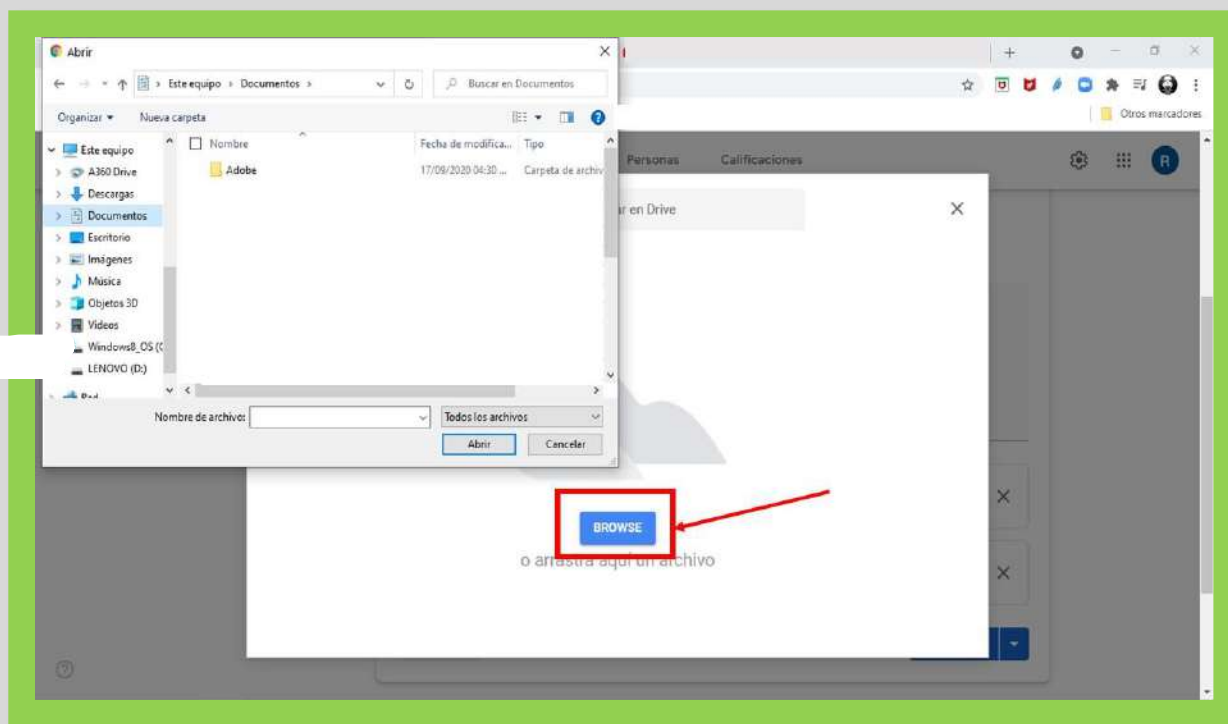 Abrir
Este equipo > Documentos >
Buscar en Documentos
Organizar
Nueva carpeta
Otros marcadores
Nombre
Fecha de modifica...
Tipo
Este equipo
A360 Drive
Descargas
Documentos
Escritorio
Imágenes
Música
Objetos 3D
Videos
Windows8_OS (C
LENOVO (D:)
Red
Adobe
17/09/2020 04:30 ...
Carpeta de archiv
Nombre de archivo:
Todos los archivos
Abrir
Cancelar
Personas
Calificaciones
R
ar en Drive
BROWSE
o arrastra aquí un archivo